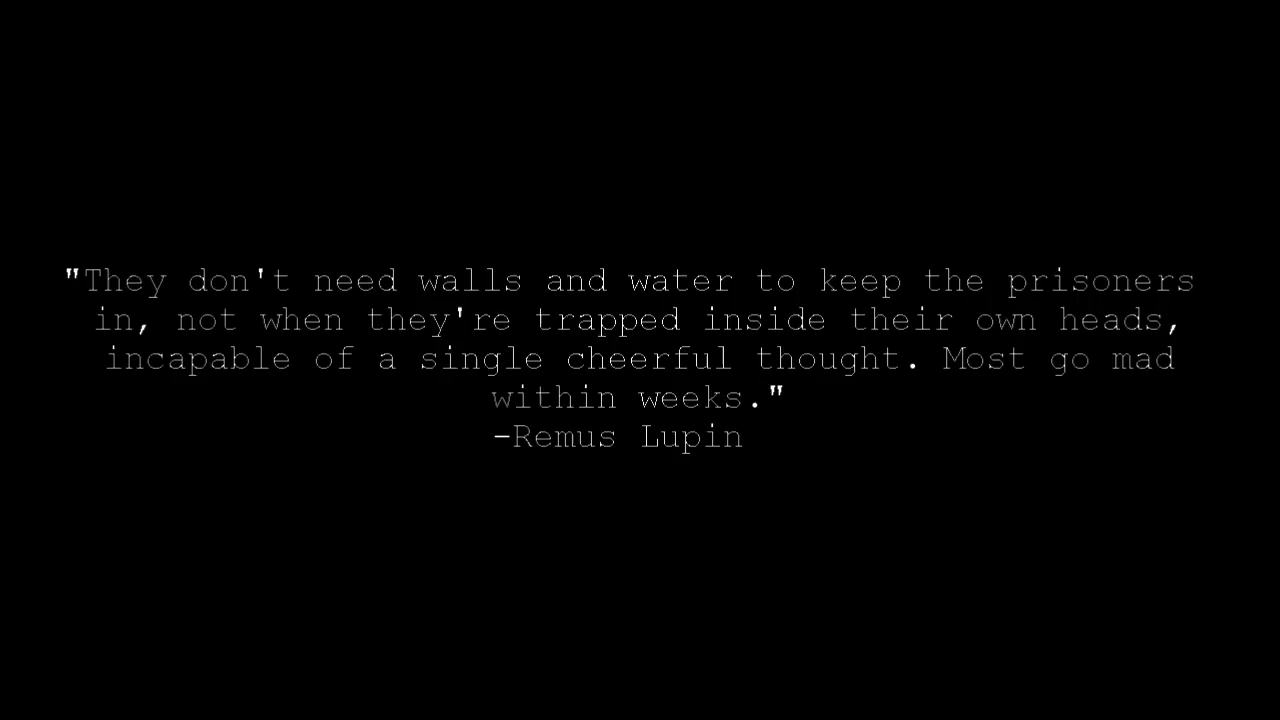 "They don't need walls and water to keep the prisoners
in, not when they're trapped inside their own heads,
incapable of a single cheerful thought. Most go mad
within weeks."
-Remus Lupin